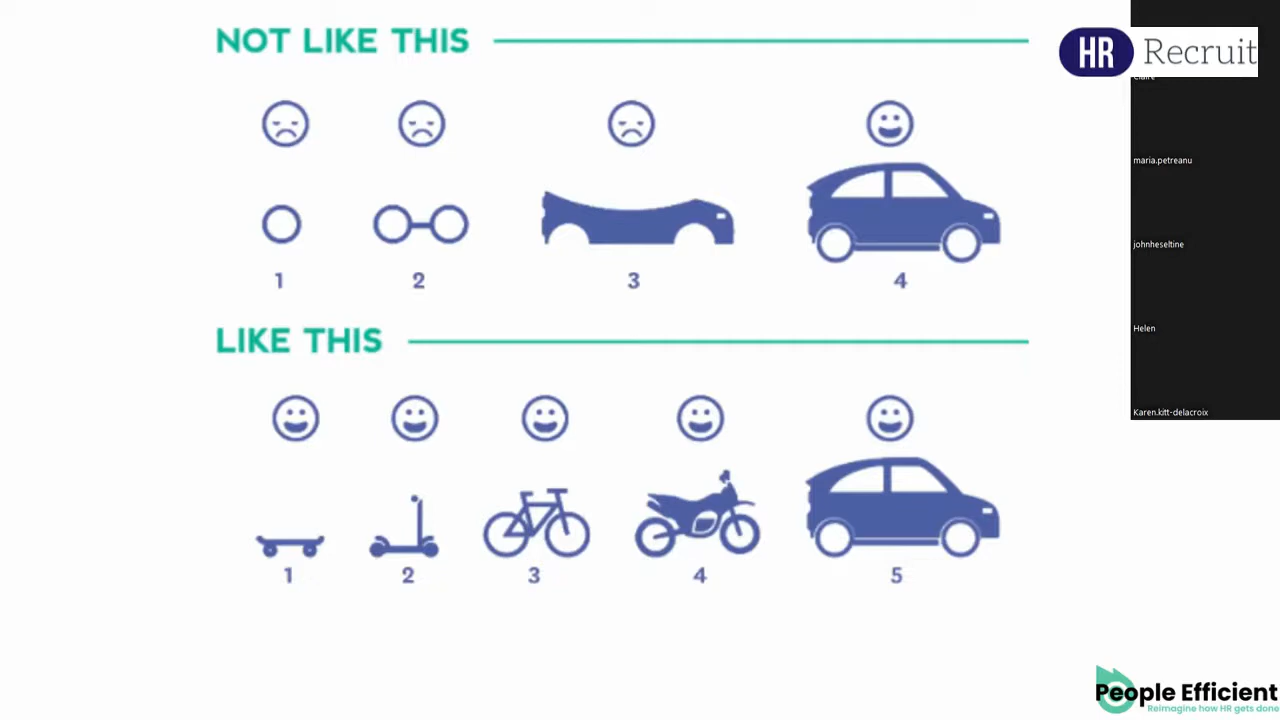 NOT LIKE THIS
HR Recruit
Claire
maria.petreanu
1 2 3 4
johnheseltine
LIKE THIS
Helen
Karen.kitt-delacroix
1 2 3 4 5
People Efficient
Reimagine how HR gets done